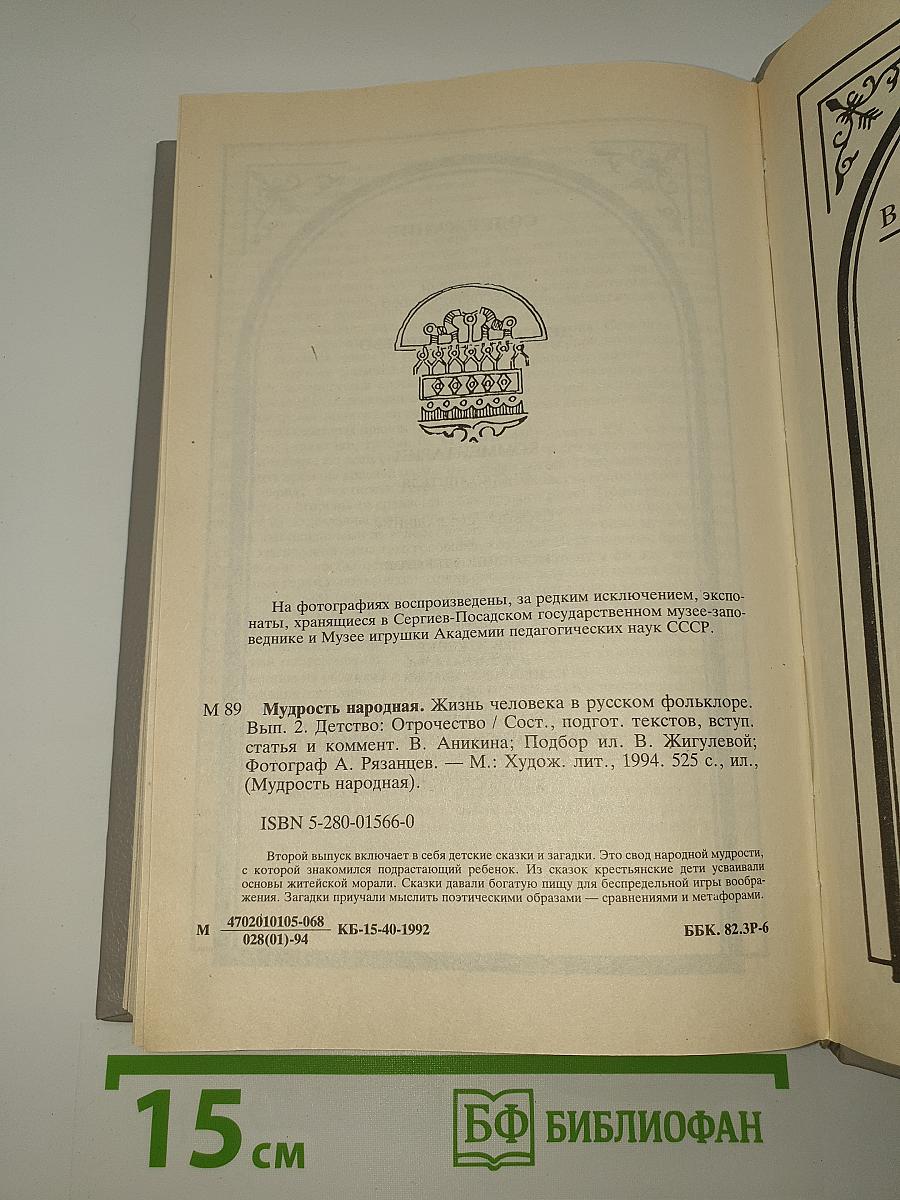 На фотографиях воспроизведены, за редким исключением, экспо-
наты, хранящиеся в Сергиев-Посадском государственном музее-запо-
веднике и Музее игрушки Академии педагогических наук СССР.
М 89 Мудрость народная. Жизнь человека в русском фольклоре.
Вып. 2. Детство: Отрочество / Сост., подгот. текстов, вступ.
статья и коммент. В. Аникина; Подбор ил. В. Жигулевой;
Фотограф А. Рязанцев. — М.: Худож. лит., 1994. 525 с., ил.,
(Мудрость народная).
ISBN 5-280-01566-0
Второй выпуск включает в себя детские сказки и загадки. Это свод народной мудрости,
с которой знакомился подрастающий ребенок. Из сказок крестьянские дети усваивали
основы житейской морали. Сказки давали богатую пищу для беспредельной игры вообра-
жения. Загадки приучали мыслить поэтическими образами — сравнениями и метафорами.
М 4702010105-068
028(01)-94 КБ-15-40-1992 ББК. 82.3Р-6
В
15 см БФ БИБЛИОФАН